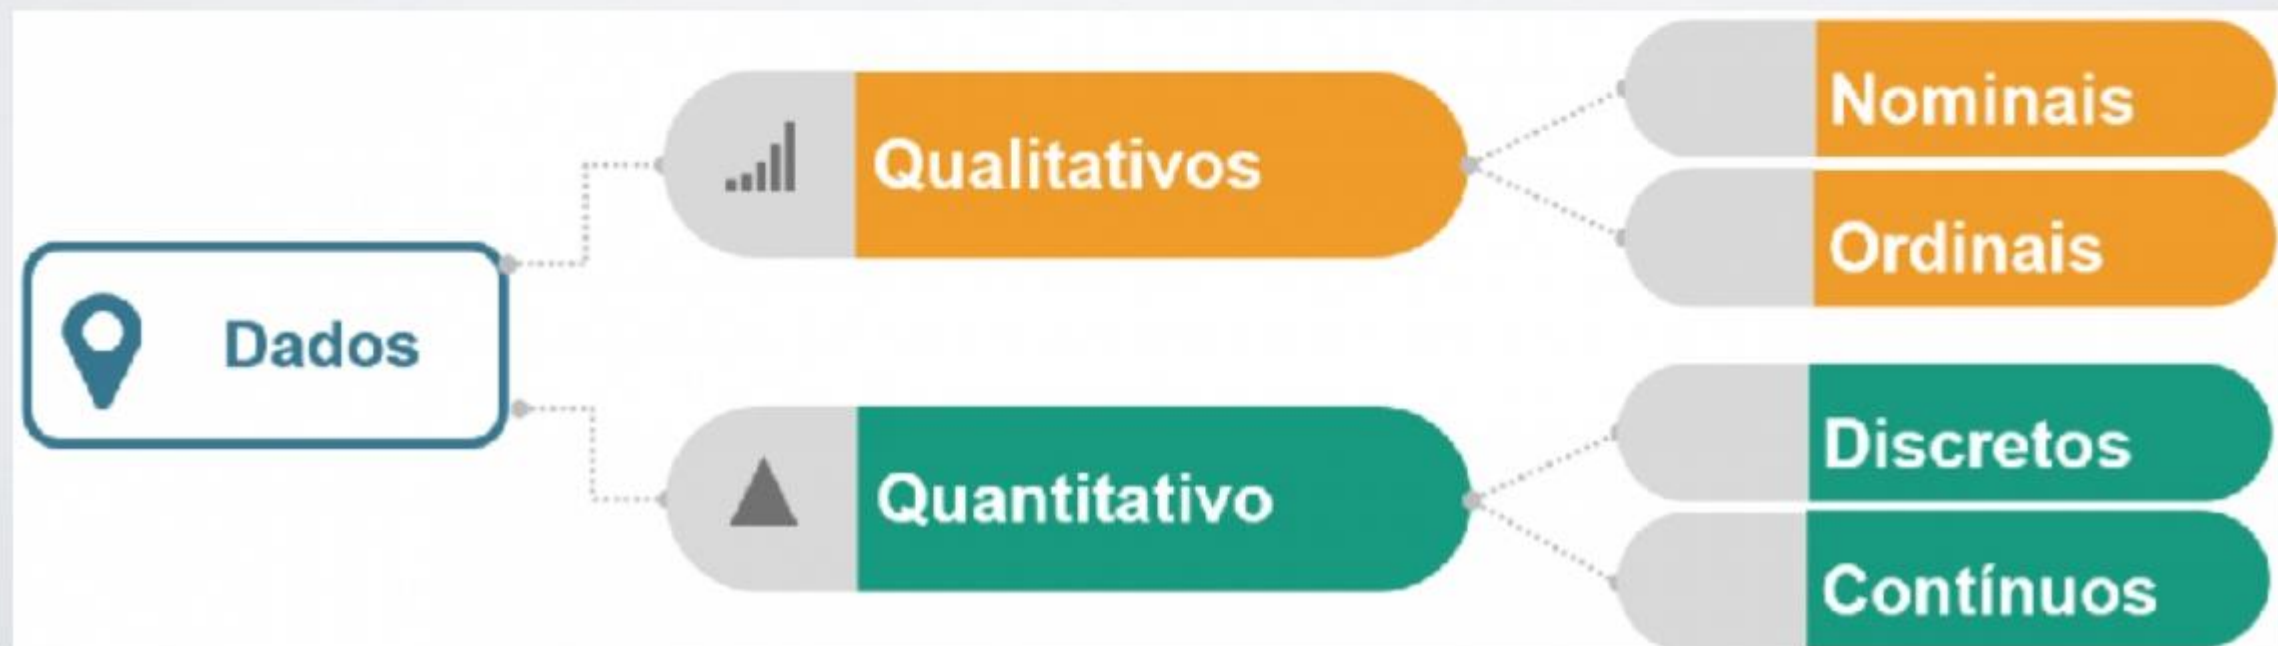 Dados
Qualitativos
Nominais
Ordinais
Quantitativo
Discretos
Contínuos